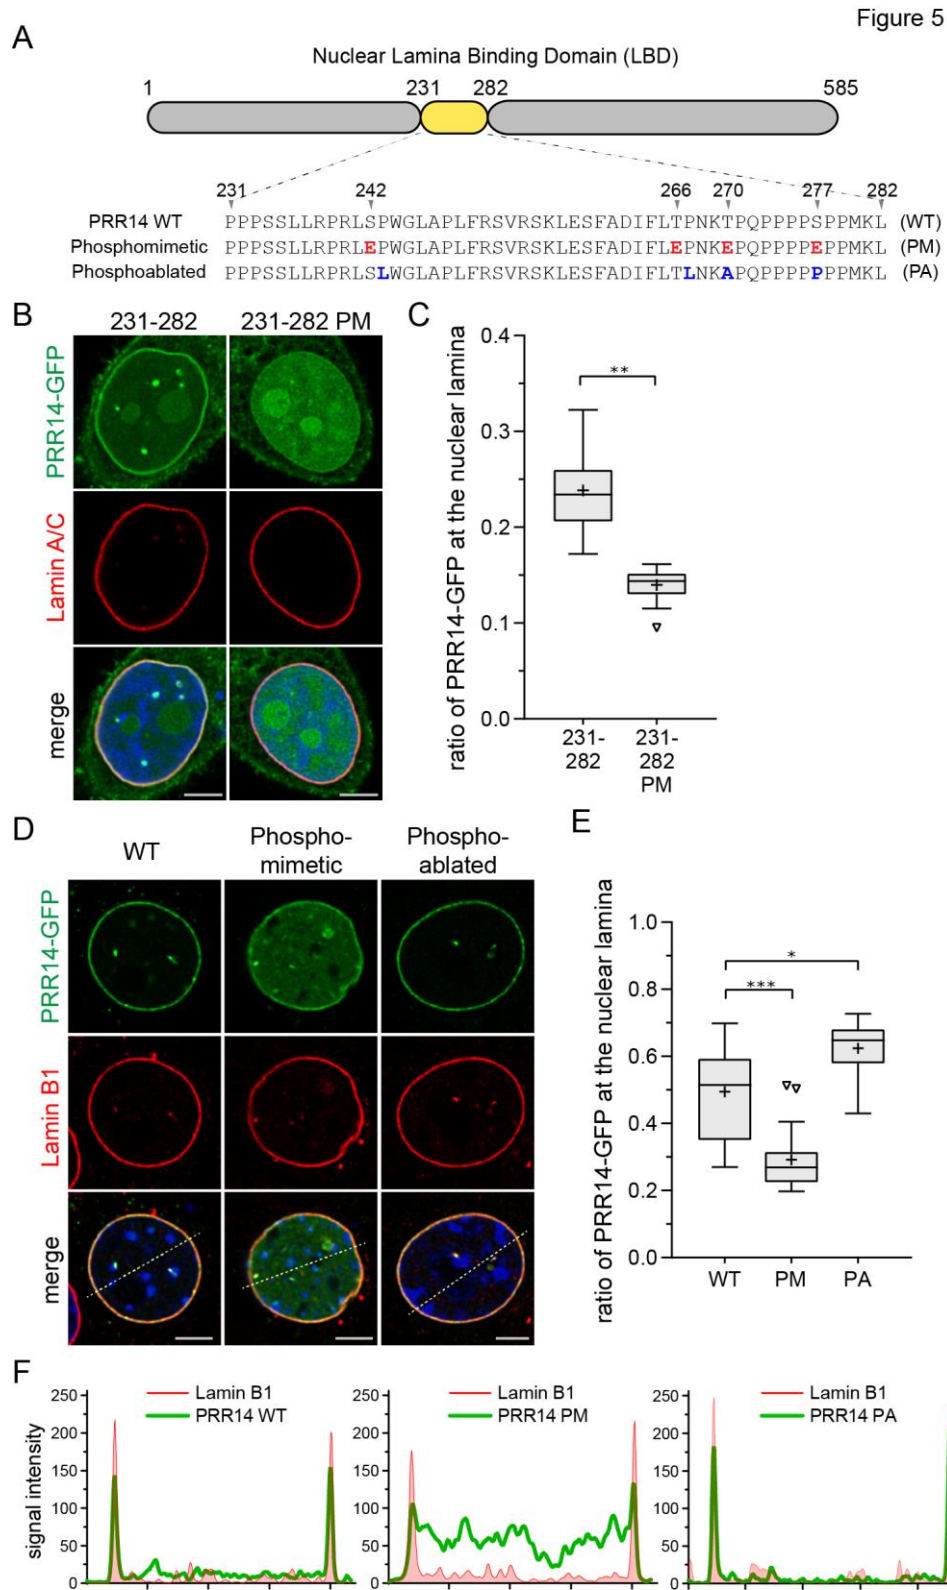 Figure 5
A
Nuclear Lamina Binding Domain (LBD)
1 231 282 585
231 242 266 270 277 282
PRR14 WT PPPSSLLRPRLSPWGLAPLFRSVRSKLESFADIFLTPNKTPQPPPPSPPMKL (WT)
Phosphomimetic PPPSSLLRPRLEPWGLAPLFRSVRSKLESFADIFLEPNKEPQPPPPEPPMKL (PM)
Phosphoablated PPPSSLLRPRLSLWGLAPLFRSVRSKLESFADIFLTLNKAPQPPPPPPPMKL (PA)
B
231-282 231-282 PM
PRR14-GFP
Lamin A/C
merge
C
ratio of PRR14-GFP at the nuclear lamina
0.4
0.3
0.2
0.1
0.0
**
231-
282
231-
282
PM
D
WT
Phospho-
mimetic
Phospho-
ablated
PRR14-GFP
Lamin B1
merge
E
ratio of PRR14-GFP at the nuclear lamina
1.0
0.8
0.6
0.4
0.2
0.0
*
***
WT PM PA
F
signal intensity
250
200
150
100
50
0
Lamin B1
PRR14 WT
250
200
150
100
50
0
Lamin B1
PRR14 PM
250
200
150
100
50
0
Lamin B1
PRR14 PA